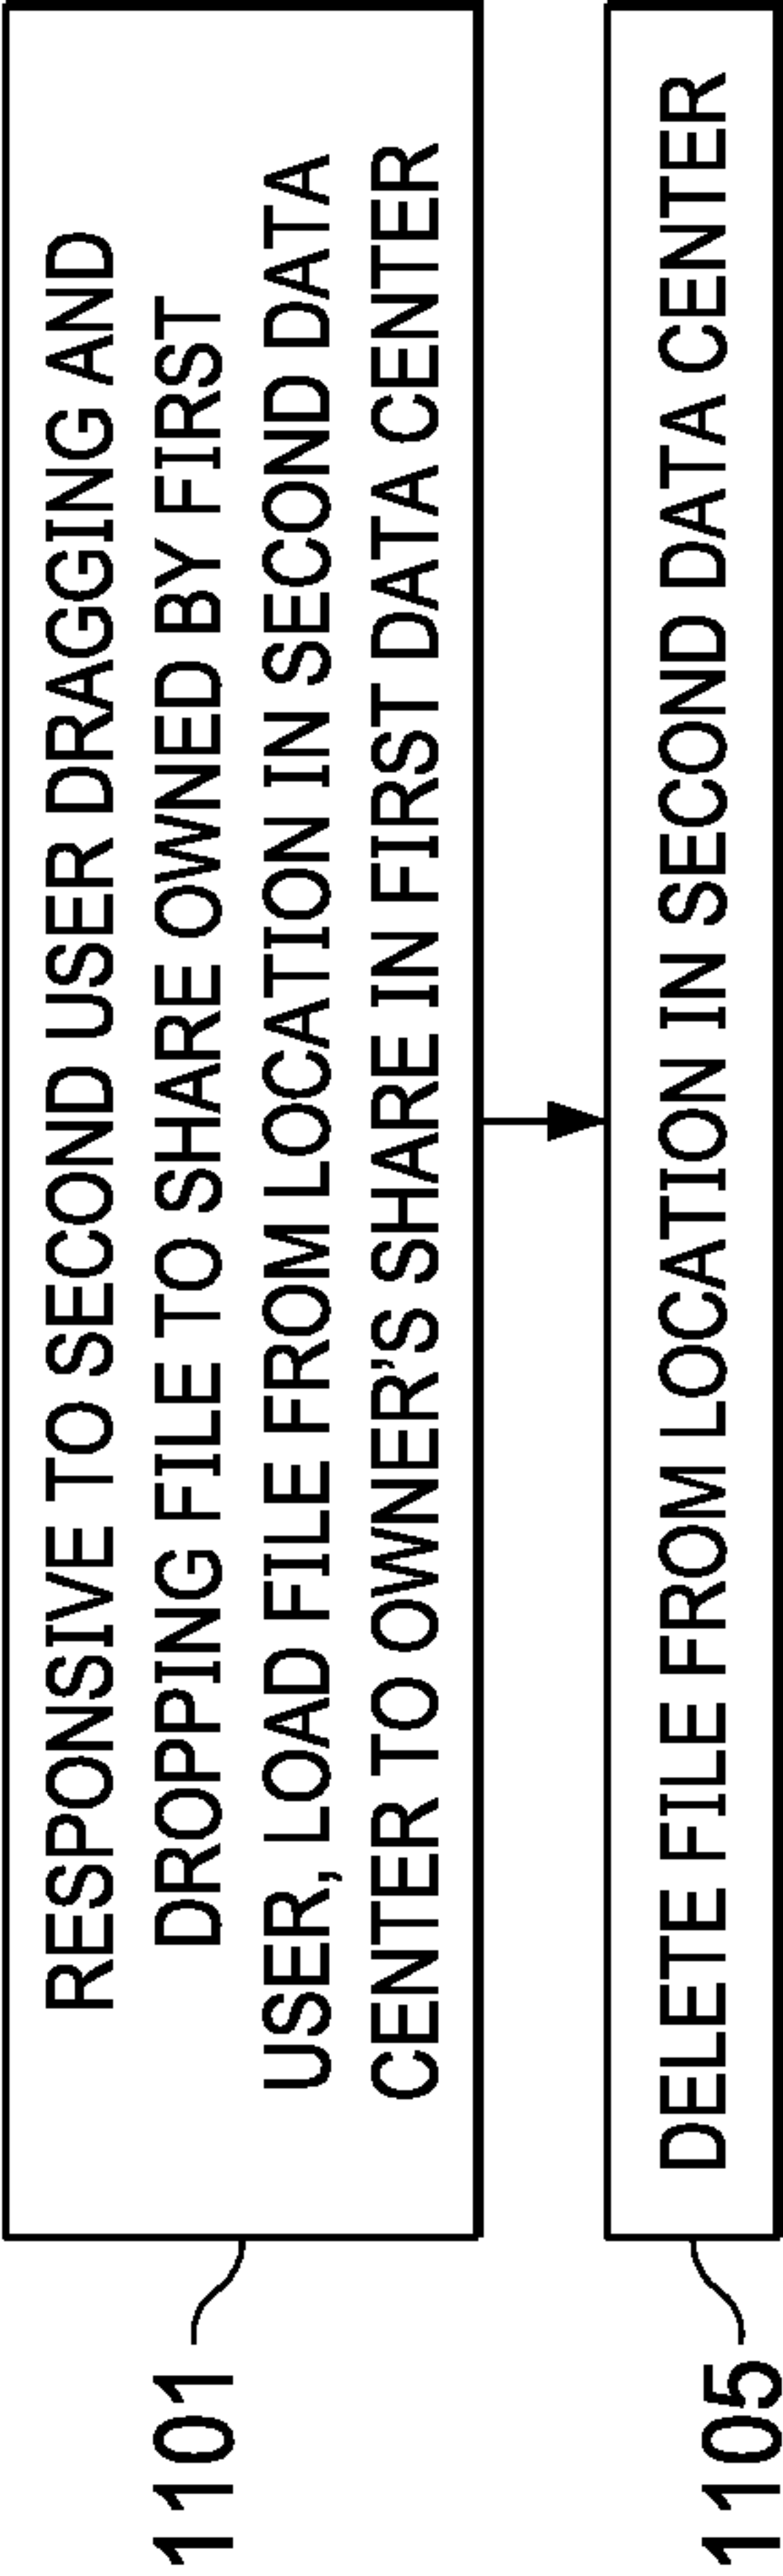 RESPONSIVE TO SECOND USER DRAGGING AND
DROPPING FILE TO SHARE OWNED BY FIRST
USER, LOAD FILE FROM LOCATION IN SECOND DATA
CENTER TO OWNER'S SHARE IN FIRST DATA CENTER
1101
DELETE FILE FROM LOCATION IN SECOND DATA CENTER
1105